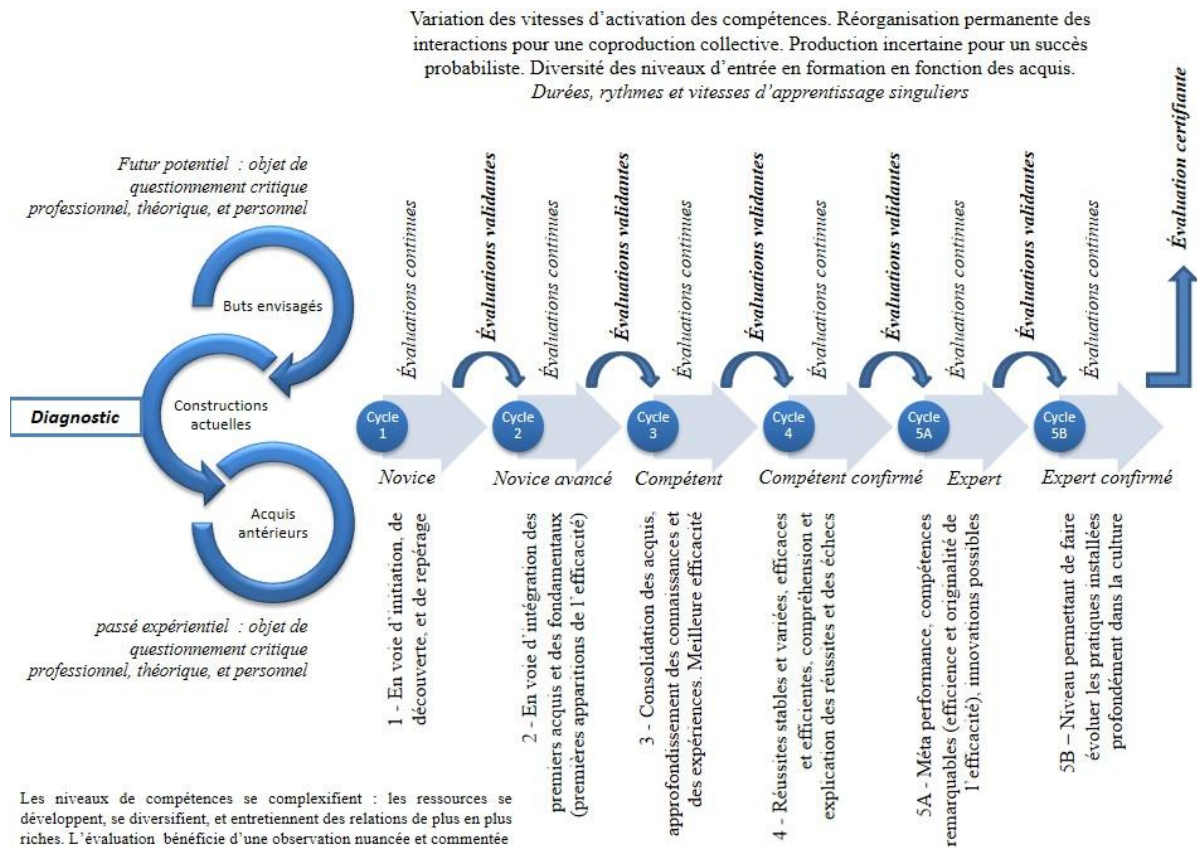 Variation des vitesses d'activation des compétences. Réorganisation permanente des
interactions pour une coproduction collective. Production incertaine pour un succès
probabiliste. Diversité des niveaux d'entrée en formation en fonction des acquis.
Durées, rythmes et vitesses d'apprentissage singuliers
Futur potentiel : objet de
questionnement critique
professionnel, théorique, et personnel
Buts envisagés
Diagnostic
Constructions
actuelles
Acquis
antérieurs
passé expérientiel : objet de
questionnement critique
professionnel, théorique, et personnel
Évaluations continues
Évaluations validantes
Évaluations continues
Évaluations validantes
Évaluations continues
Évaluations validantes
Évaluations continues
Évaluations validantes
Évaluations continues
Évaluations validantes
Évaluations continues
Évaluation certifiante
Cycle
1
Cycle
2
Cycle
3
Cycle
4
Cycle
5A
Cycle
5B
Novice
Novice avancé
Compétent
Compétent confirmé
Expert
Expert confirmé
1 - En voie d'initiation, de
découverte, et de repérage
2 - En voie d'intégration des
premiers acquis et des fondamentaux
(premières apparitions de l'efficacité)
3 - Consolidation des acquis,
approfondissement des connaissances et
des expériences. Meilleure efficacité
4 - Réussites stables et variées, efficaces
et efficientes, compréhension et
explication des réussites et des échecs
5A - Méta performance, compétences
remarquables (efficience et originalité de
l'efficacité), innovations possibles
5B – Niveau permettant de faire
évoluer les pratiques installées
profondément dans la culture
Les niveaux de compétences se complexifient : les ressources se
développent, se diversifient, et entretiennent des relations de plus en plus
riches. L'évaluation bénéficie d'une observation nuancée et commentée